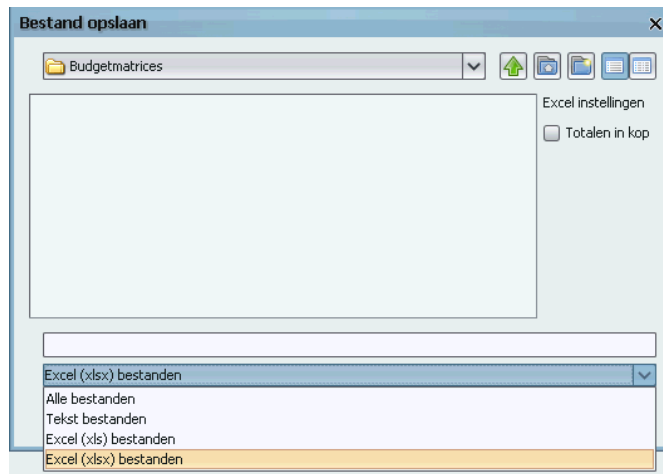 Bestand opslaan
Budgetmatrices
Excel instellingen
Totalen in kop
Excel (xlsx) bestanden
Alle bestanden
Tekst bestanden
Excel (xls) bestanden
Excel (xlsx) bestanden